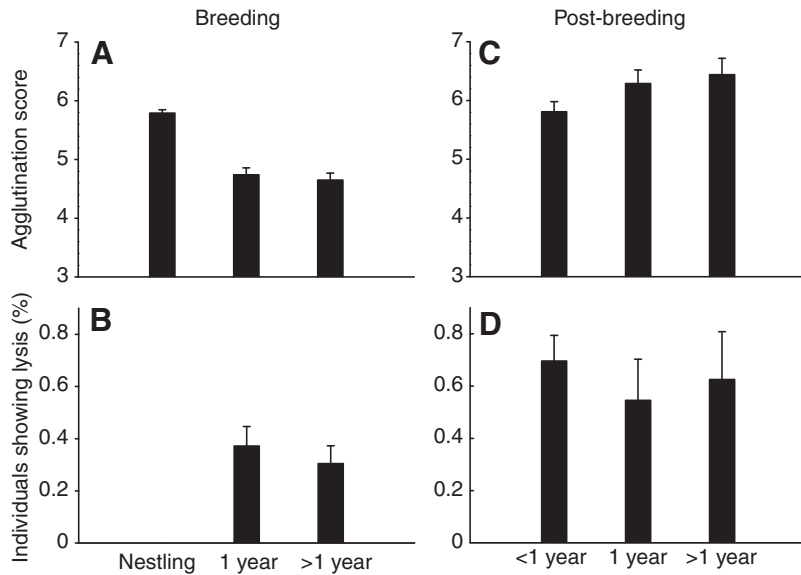 Breeding
Post-breeding
A
C
Agglutination score
7
6
5
4
3
7
6
5
4
3
B
D
Individuals showing lysis (%)
0.8
0.6
0.4
0.2
0
0.8
0.6
0.4
0.2
0
Nestling 1 year >1 year
<1 year 1 year >1 year